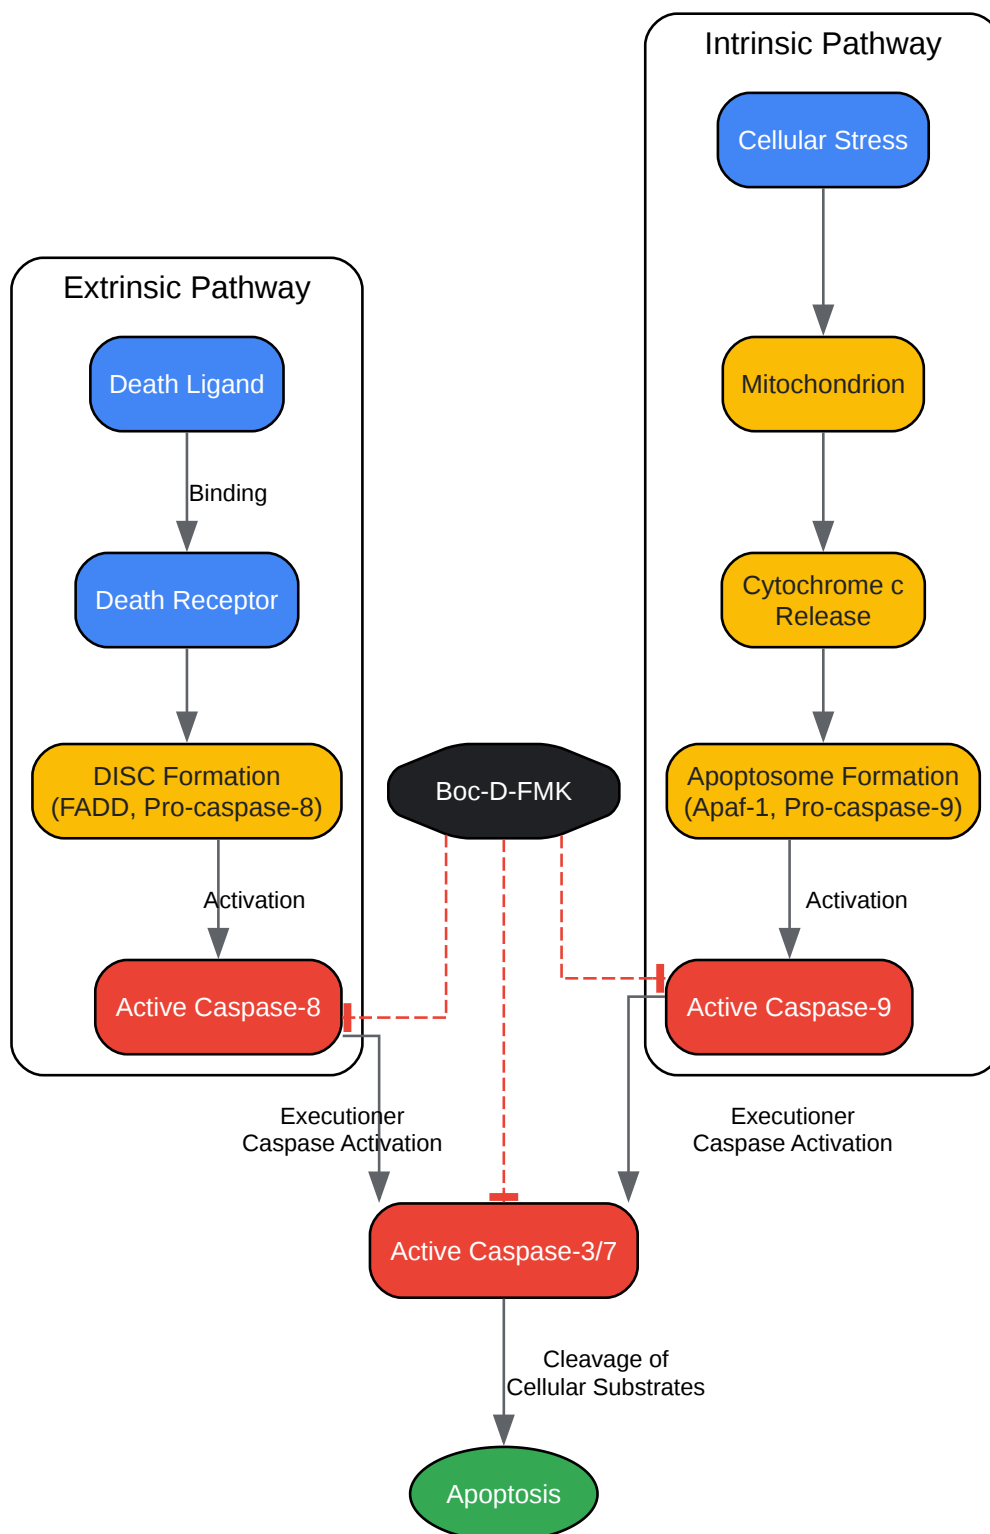 Intrinsic Pathway
Cellular Stress
Extrinsic Pathway
Death Ligand
Mitochondrion
Binding
Death Receptor
Cytochrome c
Release
DISC Formation
(FADD, Pro-caspase-8)
Boc-D-FMK
Apoptosome Formation
(Apaf-1, Pro-caspase-9)
Activation
Activation
Active Caspase-8
Active Caspase-9
Executioner
Caspase Activation
Executioner
Caspase Activation
Active Caspase-3/7
Cleavage of
Cellular Substrates
Apoptosis